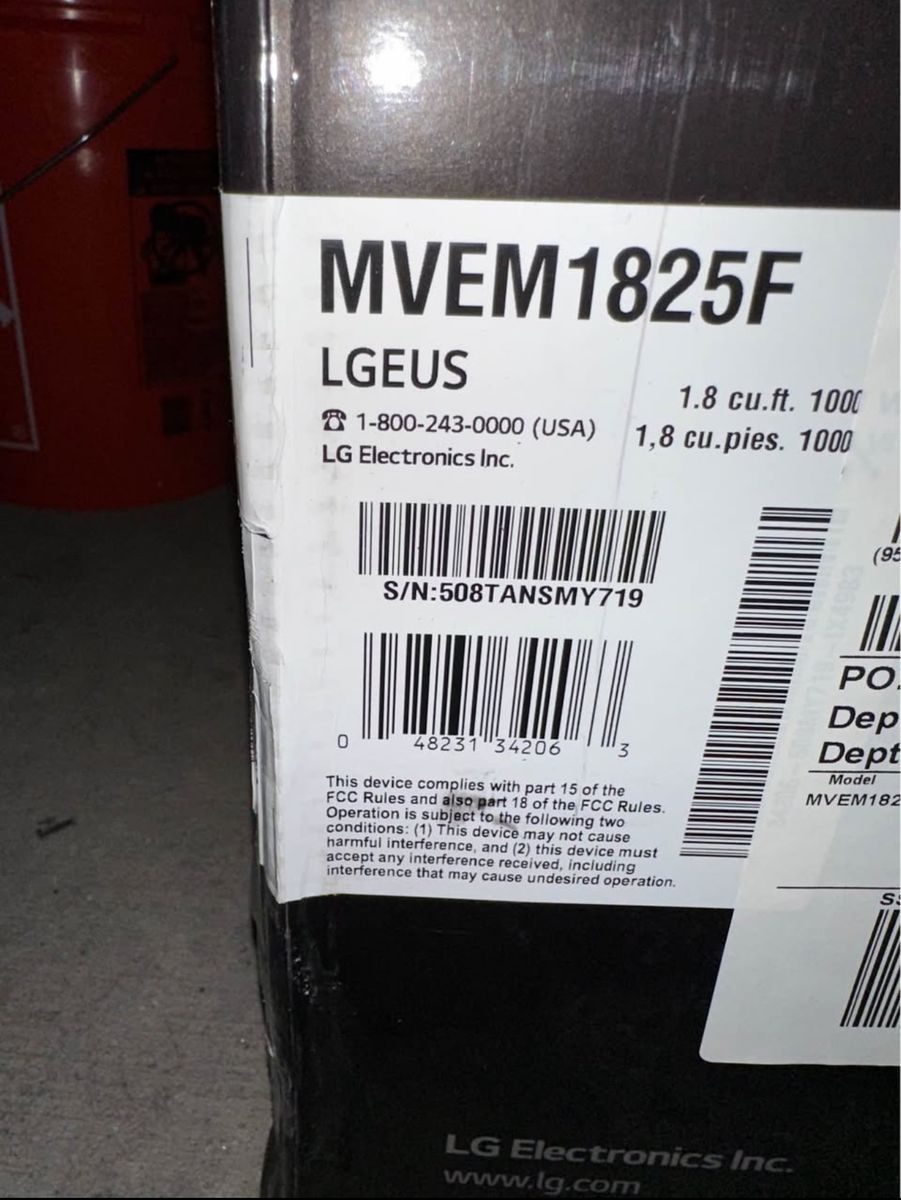 MVEM1825F
LGEUS
☎ 1-800-243-0000 (USA)
LG Electronics Inc.
1.8 cu.ft. 1000
1,8 cu.pies. 1000
S/N:508TANSMY719
0 48231 34206 3
This device complies with part 15 of the
FCC Rules and also part 18 of the FCC Rules.
Operation is subject to the following two
conditions: (1) This device may not cause
harmful interference, and (2) this device must
accept any interference received, including
interference that may cause undesired operation.
(95
PO
Dep
Dept
Model
MVEM182
LG Electronics Inc.
www.lg.com